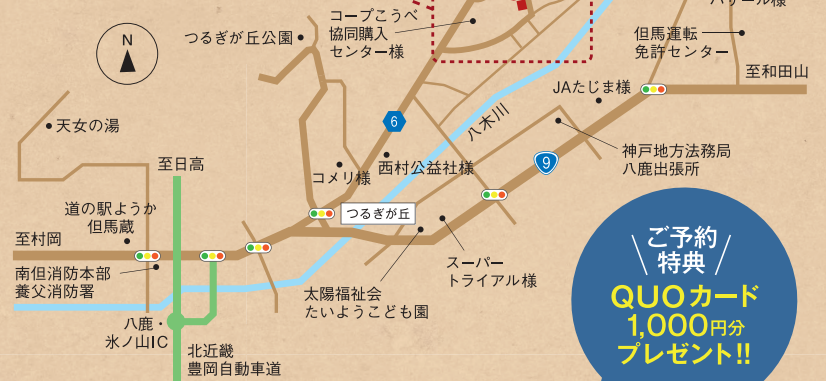 バザール様
コープこうべ
協同購入
センター様
つるぎが丘公園
N
但馬運転
免許センター
至和田山
JAたじま様
天女の湯
6
八木川
神戸地方法務局
八鹿出張所
9
至日高
コメリ様
西村公益社様
道の駅ようか
但馬蔵
つるぎが丘
至村岡
スーパー
トライアル様
南但消防本部
養父消防署
太陽福祉会
たいようこども園
八鹿・
氷ノ山IC
北近畿
豊岡自動車道
ご予約
特典
QUOカード
1,000円分
プレゼント!!